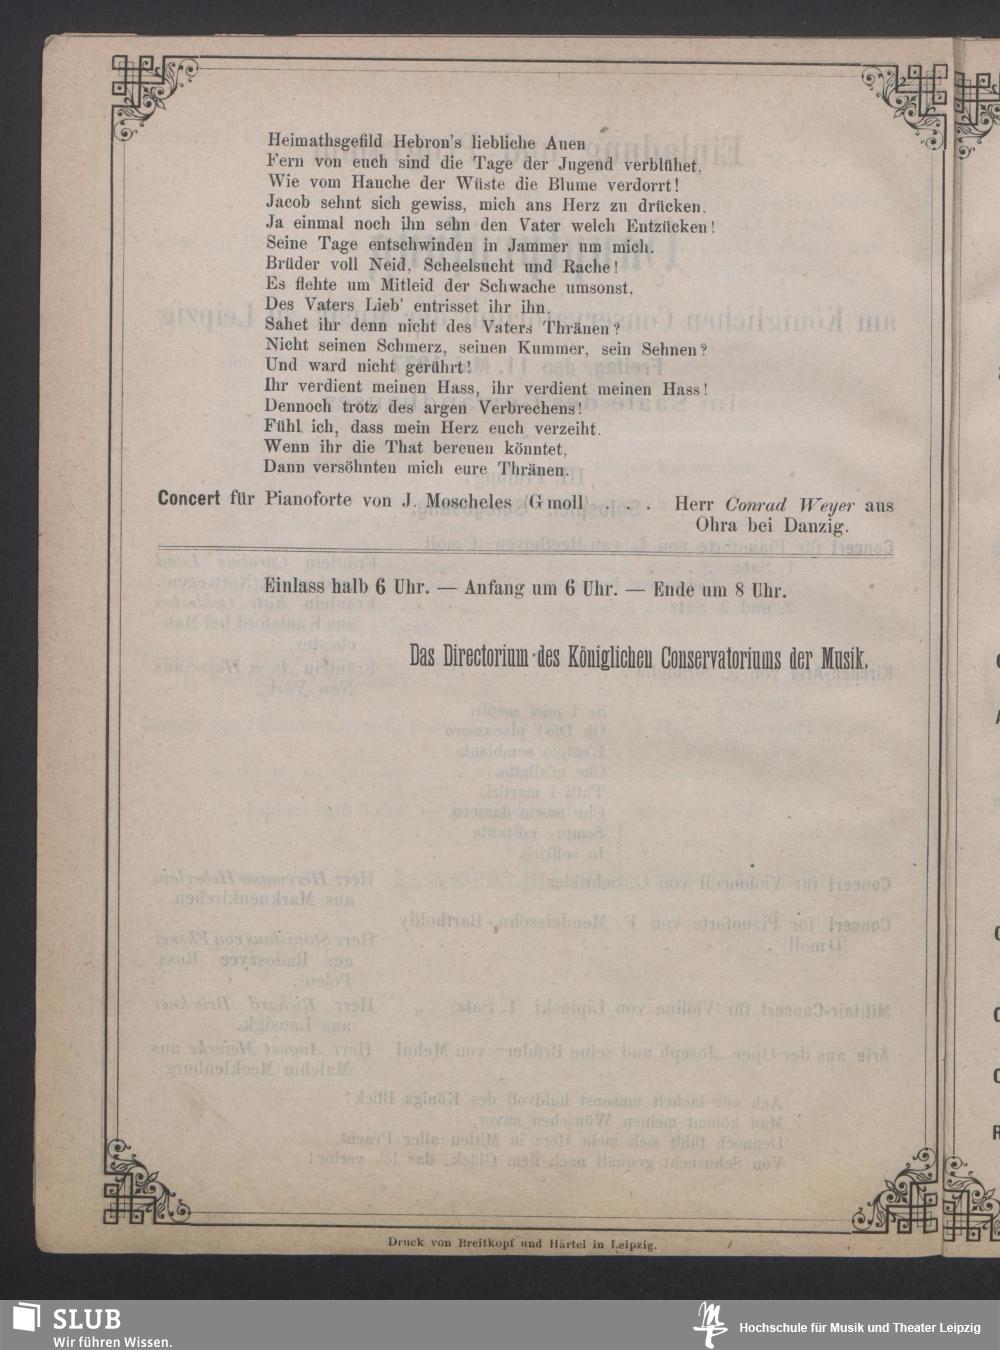 Heimathsgefild Hebron's liebliche Auen
Fern von euch sind die Tage der Jugend verblühet,
Wie vom Hauche der Wüste die Blume verdorrt!
Jacob sehnt sich gewiss, mich ans Herz zu drücken,
Ja einmal noch ihn sehn den Vater welch Entzücken!
Seine Tage entschwinden in Jammer um mich.
Brüder voll Neid, Scheelsucht und Rache!
Es flehte um Mitleid der Schwache umsonst,
Des Vaters Lieb' entrisset ihr ihn,
Sahet ihr denn nicht des Vaters Thränen?
Nicht seinen Schmerz, seinen Kummer, sein Sehnen?
Und ward nicht gerührt!
Ihr verdient meinen Hass, ihr verdient meinen Hass!
Dennoch trotz des argen Verbrechens!
Fühl ich, dass mein Herz euch verzeiht.
Wenn ihr die That bereuen könntet,
Dann versöhnten mich eure Thränen.
Concert für Pianoforte von J. Moscheles (G moll) . . . Herr Conrad Weyer aus
Ohra bei Danzig.
Einlass halb 6 Uhr. — Anfang um 6 Uhr. — Ende um 8 Uhr.
Das Directorium des Königlichen Conservatoriums der Musik.
Druck von Breitkopf und Härtel in Leipzig.
SLUB
Wir führen Wissen.
Hochschule für Musik und Theater Leipzig